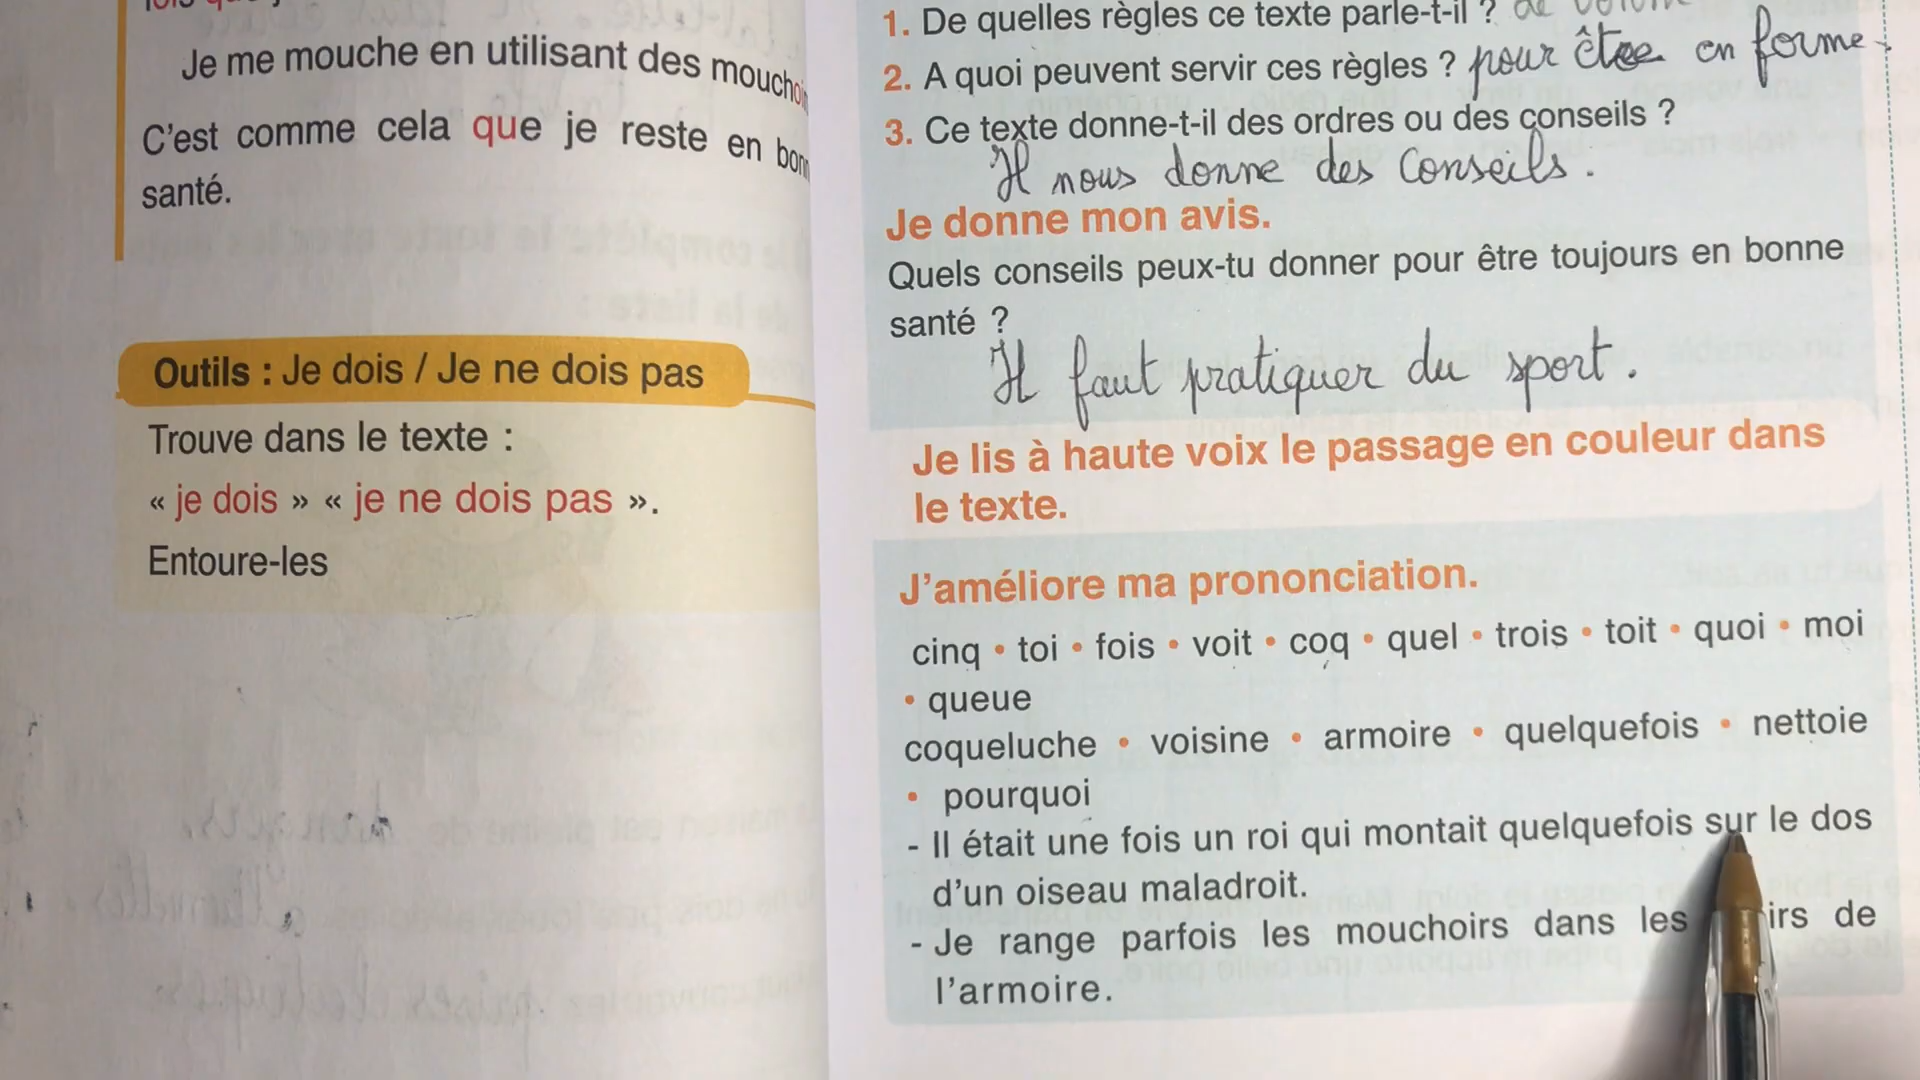 Je me mouche en utilisant des
C'est comme cela que je reste en
santé.
Outils : Je dois / Je ne dois pas
Trouve dans le texte :
« je dois » « je ne dois pas ».
Entoure-les
1. De quelles règles ce texte parle-t-il ?
2. A quoi peuvent servir ces règles ? pour être en forme.
3. Ce texte donne-t-il des ordres ou des conseils ?
Il nous donne des conseils.
Je donne mon avis.
Quels conseils peux-tu donner pour être toujours en bonne
santé ?
Il faut pratiquer du sport.
Je lis à haute voix le passage en couleur dans
le texte.
J'améliore ma prononciation.
cinq • toi • fois • voit • coq • quel • trois • toit • quoi • moi
• queue
coqueluche • voisine • armoire • quelquefois • nettoie
• pourquoi
- Il était une fois un roi qui montait quelquefois sur le dos
d'un oiseau maladroit.
- Je range parfois les mouchoirs dans les de
l'armoire.